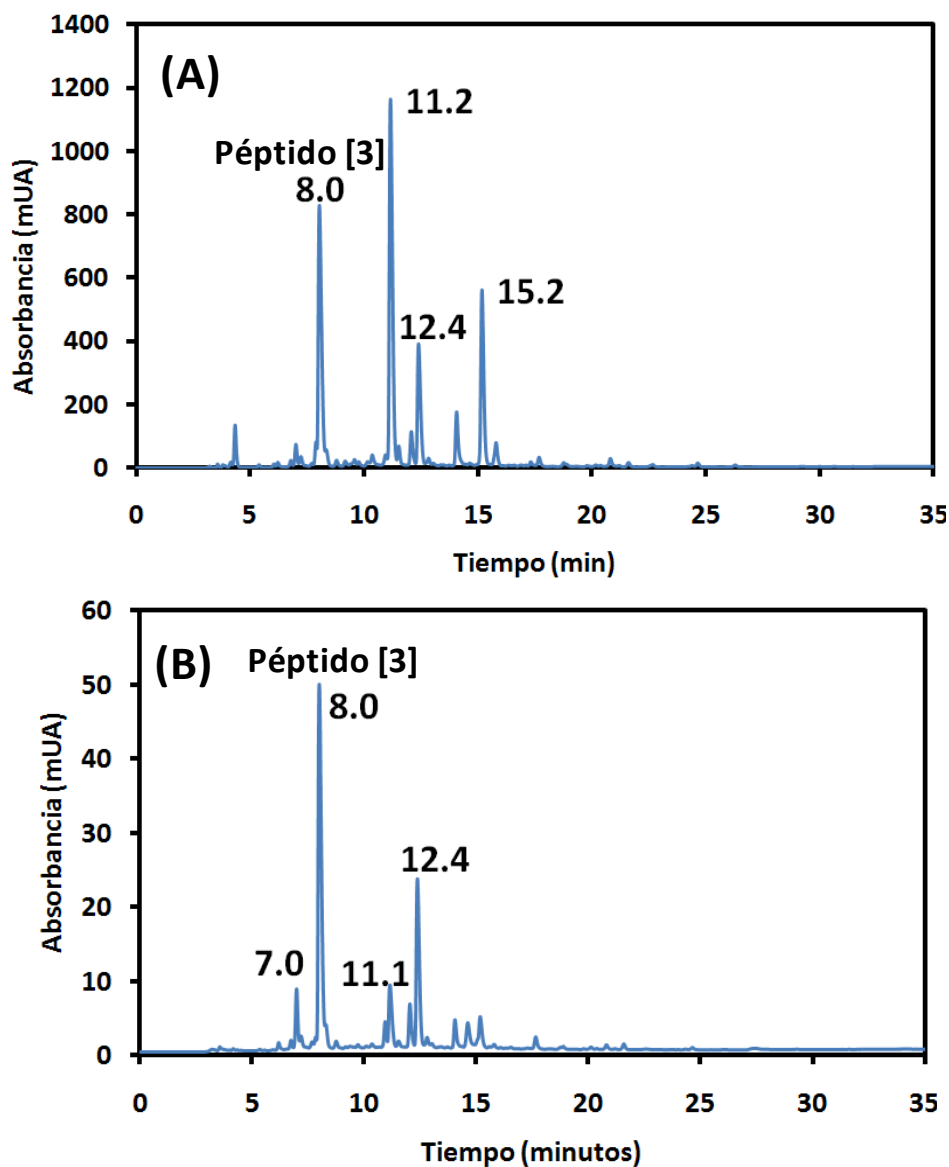 1400
1200
1000
800
600
400
200
0
Absorbancia (mUA)
(A)
Péptido [3]
8.0
11.2
12.4
15.2
0 5 10 15 20 25 30 35
Tiempo (min)
60
50
40
30
20
10
0
Absorbancia (mUA)
(B)
Péptido [3]
8.0
7.0
11.1
12.4
0 5 10 15 20 25 30 35
Tiempo (minutos)